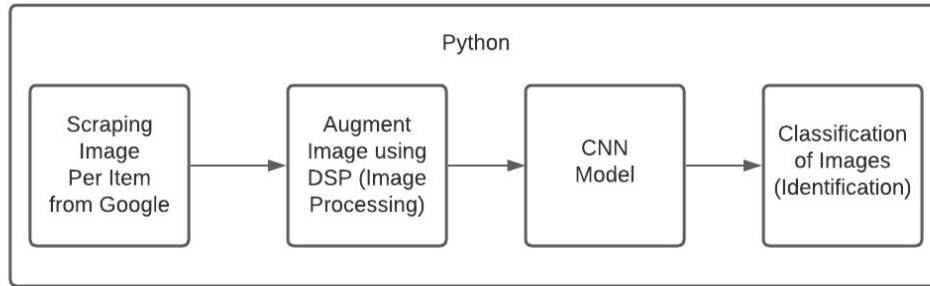 Python
Scraping
Image
Per Item
from Google
Augment
Image using
DSP (Image
Processing)
CNN
Model
Classification
of Images
(Identification)